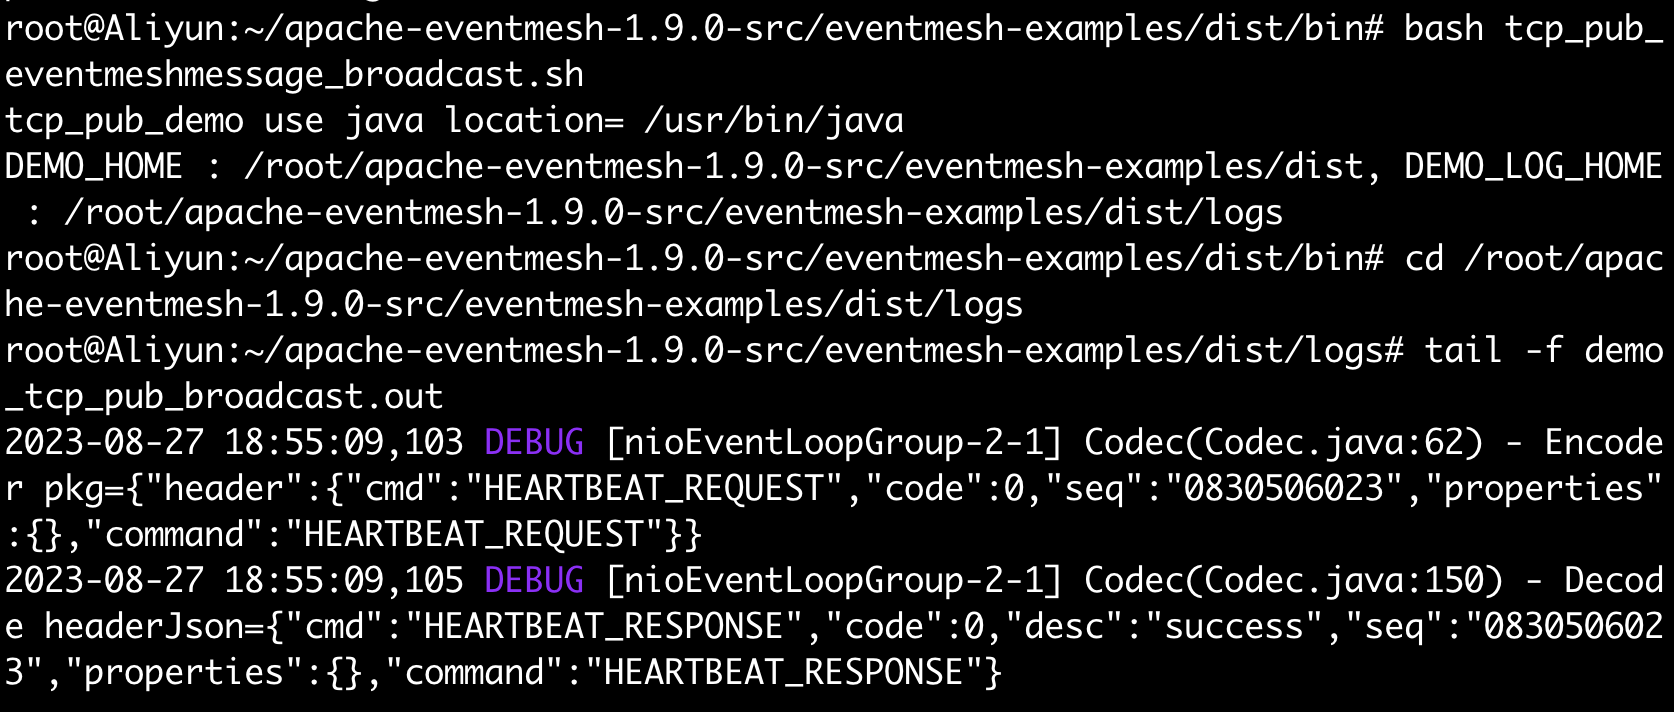 root@Aliyun:~/apache-eventmesh-1.9.0-src/eventmesh-examples/dist/bin# bash tcp_pub_
eventmeshmessage_broadcast.sh
tcp_pub_demo use java location= /usr/bin/java
DEMO_HOME : /root/apache-eventmesh-1.9.0-src/eventmesh-examples/dist, DEMO_LOG_HOME
 : /root/apache-eventmesh-1.9.0-src/eventmesh-examples/dist/logs
root@Aliyun:~/apache-eventmesh-1.9.0-src/eventmesh-examples/dist/bin# cd /root/apac
he-eventmesh-1.9.0-src/eventmesh-examples/dist/logs
root@Aliyun:~/apache-eventmesh-1.9.0-src/eventmesh-examples/dist/logs# tail -f demo
_tcp_pub_broadcast.out
2023-08-27 18:55:09,103 DEBUG [nioEventLoopGroup-2-1] Codec(Codec.java:62) - Encode
r pkg={"header":{"cmd":"HEARTBEAT_REQUEST","code":0,"seq":"0830506023","properties"
:{},"command":"HEARTBEAT_REQUEST"}}
2023-08-27 18:55:09,105 DEBUG [nioEventLoopGroup-2-1] Codec(Codec.java:150) - Decod
e headerJson={"cmd":"HEARTBEAT_RESPONSE","code":0,"desc":"success","seq":"083050602
3","properties":{},"command":"HEARTBEAT_RESPONSE"}